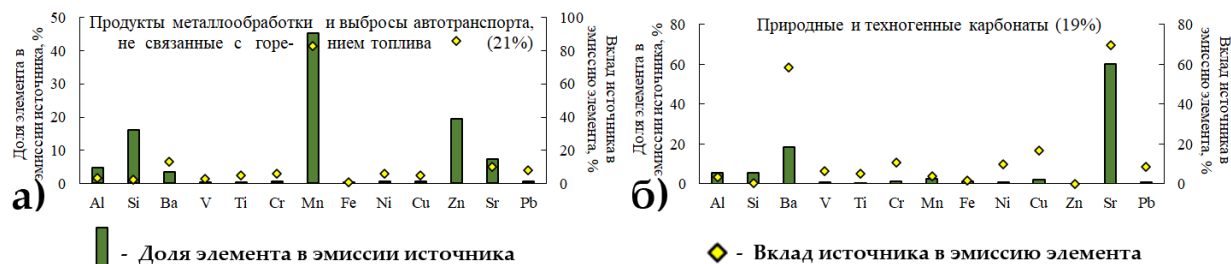 Продукты металлообработки и выбросы автотранспорта,
не связанные с горе- нием топлива (21%)
Доля элемента в
эмиссии источника, %
50
40
30
20
10
0
100
80
60
40
20
0
Вклад источника в
эмиссию элемента, %
Al Si Ba V Ti Cr Mn Fe Ni Cu Zn Sr Pb
а)
Природные и техногенные карбонаты (19%)
Доля элемента в
эмиссии источника, %
80
60
40
20
0
80
60
40
20
0
Вклад источника в
эмиссию элемента, %
Al Si Ba V Ti Cr Mn Fe Ni Cu Zn Sr Pb
б)
- Доля элемента в эмиссии источника
- Вклад источника в эмиссию элемента